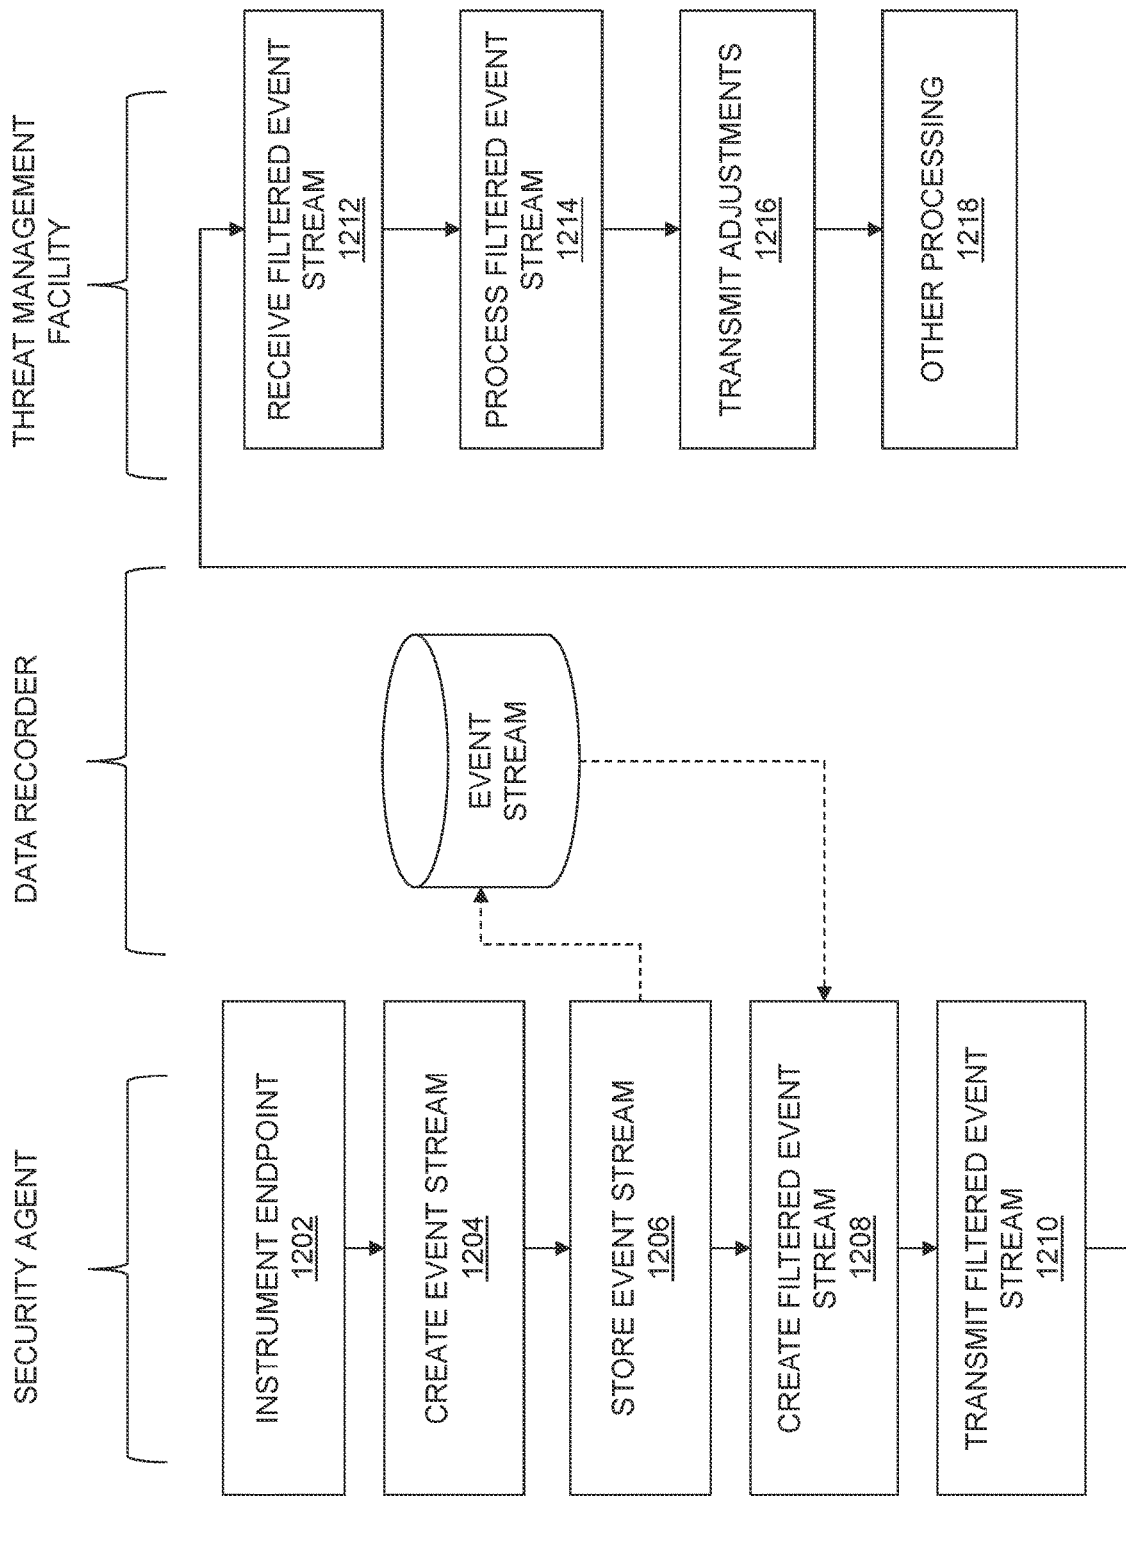 SECURITY AGENT
DATA RECORDER
THREAT MANAGEMENT
FACILITY
INSTRUMENT ENDPOINT
1202
CREATE EVENT STREAM
1204
STORE EVENT STREAM
1206
CREATE FILTERED EVENT
STREAM
1208
TRANSMIT FILTERED EVENT
STREAM
1210
EVENT
STREAM
RECEIVE FILTERED EVENT
STREAM
1212
PROCESS FILTERED EVENT
STREAM
1214
TRANSMIT ADJUSTMENTS
1216
OTHER PROCESSING
1218